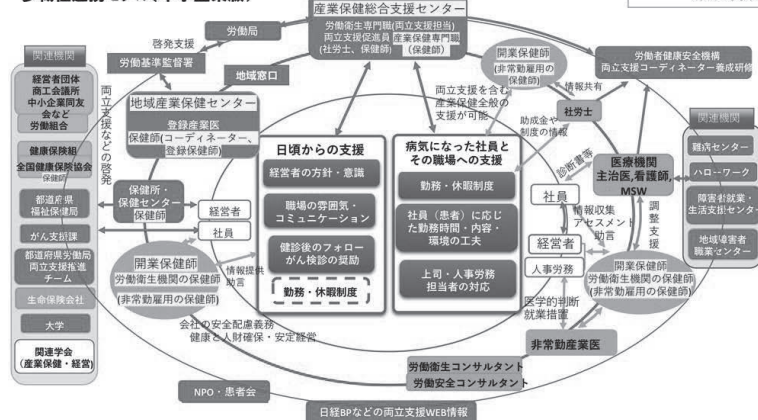 産業保健総合支援センター
労働衛生専門職(両立支援担当)
両立支援促進員
(社労士、保健師)
産業保健専門職
(保健師)
労働局
啓発支援
労働基準監督署
地域窓口
地域産業保健センター
登録産業医
保健師(コーディネーター、
登録保健師)
関連機関
経営者団体
商工会議所
中小企業同友
会など
労働組合
健康保険組
全国健康保険協会
保健師
都道府県
福祉保健局
がん支援課
都道府県労働局
両立支援推進
チーム
生命保険会社
大学
関連学会
(産業保健・経営)
両立支援などの啓発
保健所・
保健センター
保健師
経営者
社員
開業保健師
労働衛生機関の保健師
(非常勤雇用の保健師)
情報提供
助言
会社の安全配慮義務
健康と人財確保・安定経営
日頃からの支援
経営者の方針・意識
職場の雰囲気・
コミュニケーション
健診後のフォロー
がん検診の奨励
勤務・休暇制度
病気になった社員と
その職場への支援
勤務・休暇制度
社員(患者)に応じ
た勤務時間・内容・
環境の工夫
上司・人事労務
担当者の対応
両立支援を含む
産業保健全般の
支援が可能
開業保健師
(非常勤雇用の
保健師)
情報共有
社労士
助成金や
制度の情報
労働者健康安全機構
両立支援コーディネーター養成研修
診断書等
医療機関
主治医,看護師,
MSW
社員
情報収集
アセスメント
助言
調整
支援
経営者
人事労務
開業保健師
労働衛生機関の保健師
(非常勤雇用の保健師)
医学的判断
就業措置
非常勤産業医
関連機関
難病センター
ハローワーク
障害者就業・
生活支援センター
地域障害者
職業センター
労働衛生コンサルタント
労働安全コンサルタント
NPO・患者会
日経BPなどの両立支援WEB情報